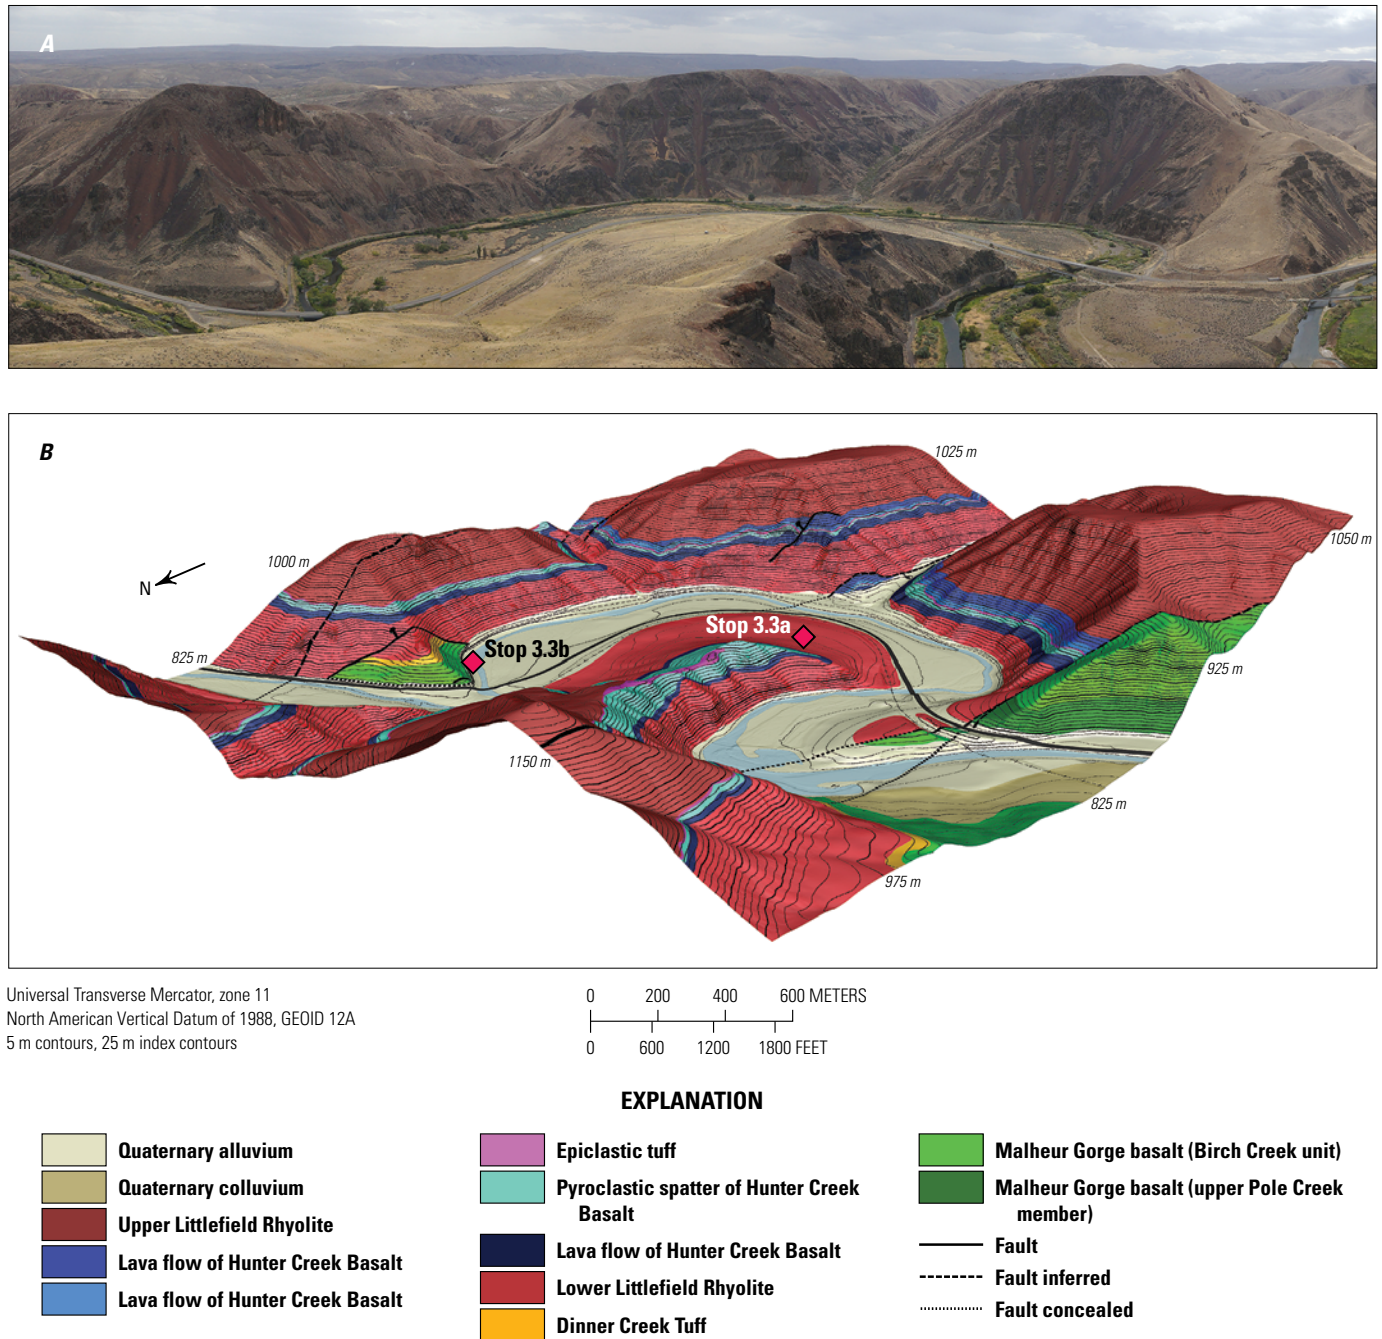 A
B
1025 m
1050 m
1000 m
N
Stop 3.3a
Stop 3.3b
825 m
925 m
1150 m
825 m
975 m
Universal Transverse Mercator, zone 11
North American Vertical Datum of 1988, GEOID 12A
5 m contours, 25 m index contours
0 200 400 600 METERS
0 600 1200 1800 FEET
EXPLANATION
Quaternary alluvium
Quaternary colluvium
Upper Littlefield Rhyolite
Lava flow of Hunter Creek Basalt
Lava flow of Hunter Creek Basalt
Epiclastic tuff
Pyroclastic spatter of Hunter Creek
Basalt
Lava flow of Hunter Creek Basalt
Lower Littlefield Rhyolite
Dinner Creek Tuff
Malheur Gorge basalt (Birch Creek unit)
Malheur Gorge basalt (upper Pole Creek
member)
Fault
Fault inferred
Fault concealed